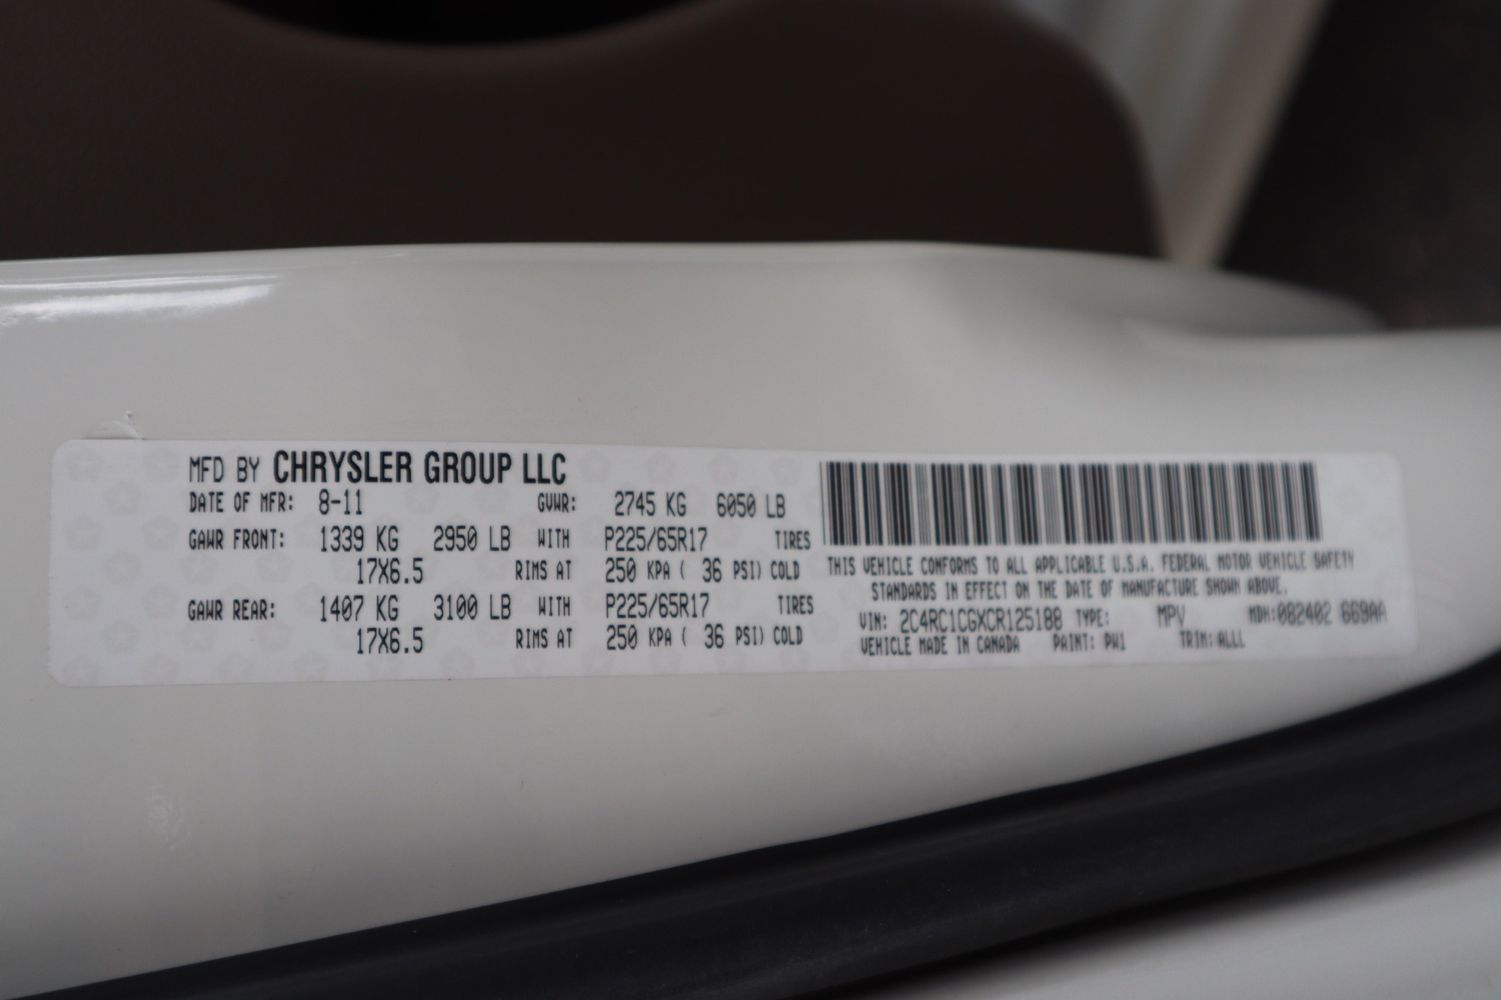 MFD BY CHRYSLER GROUP LLC
DATE OF MFR: 8-11 GVWR: 2745 KG 6050 LB
GAWR FRONT: 1339 KG 2950 LB WITH P225/65R17 TIRES
17X6.5 RIMS AT 250 KPA ( 36 PSI) COLD
GAWR REAR: 1407 KG 3100 LB WITH P225/65R17 TIRES
17X6.5 RIMS AT 250 KPA ( 36 PSI) COLD
THIS VEHICLE CONFORMS TO ALL APPLICABLE U.S.A. FEDERAL MOTOR VEHICLE SAFETY
STANDARDS IN EFFECT ON THE DATE OF MANUFACTURE SHOWN ABOVE.
VIN: 2C4RC1CGXCR125188 TYPE: MPV MDH:082402 669AA
VEHICLE MADE IN CANADA PAINT: PW1 TRIM:ALLL